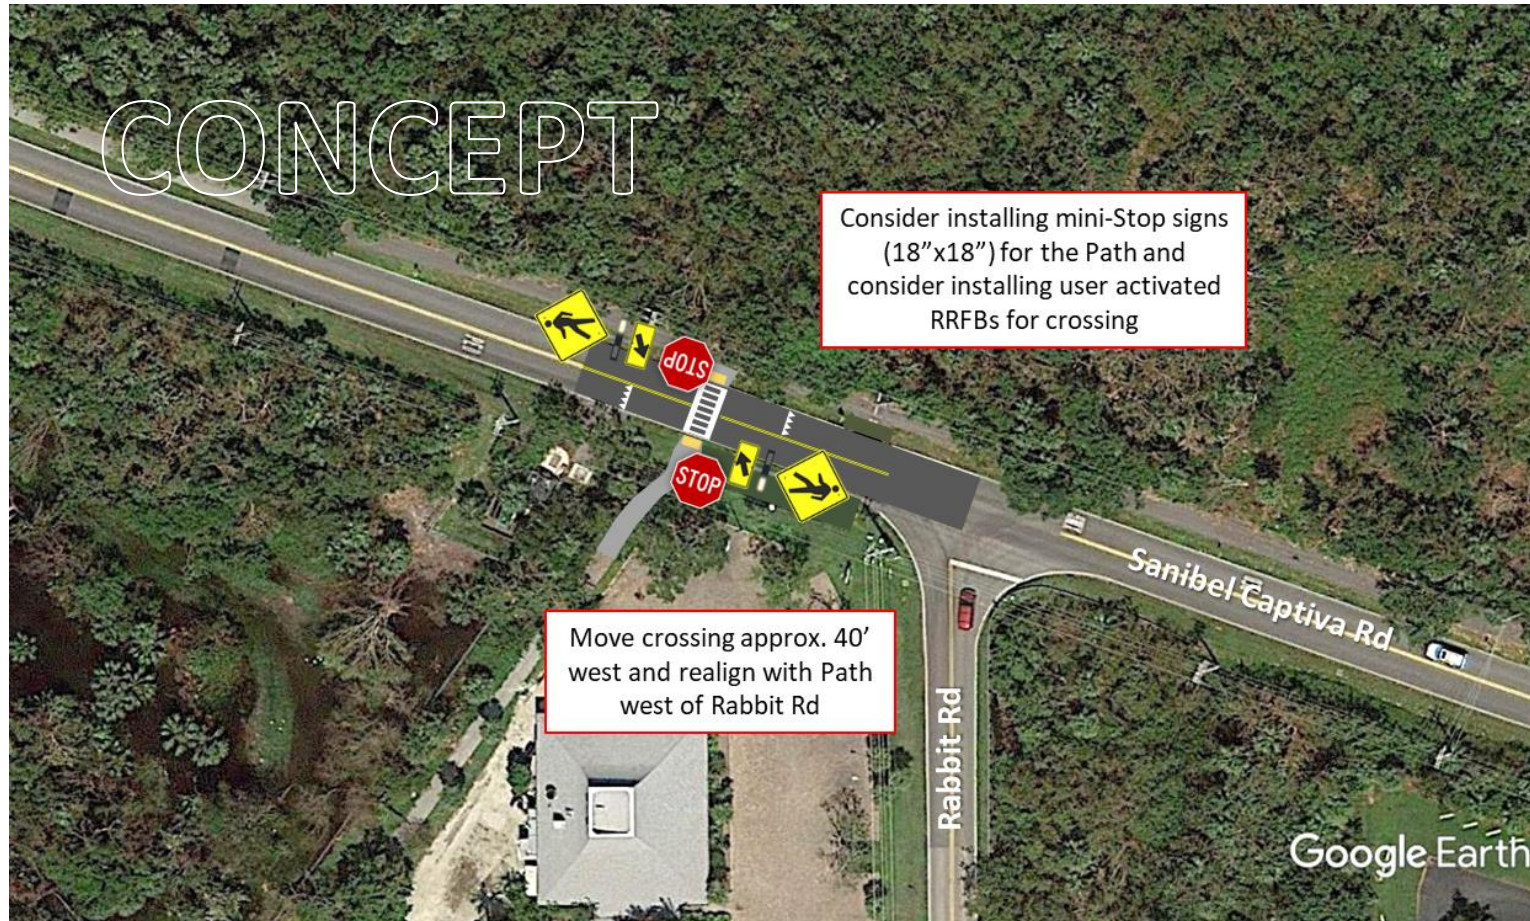 CONCEPT
Consider installing mini-Stop signs
(18”x18”) for the Path and
consider installing user activated
RRFBs for crossing
STOP
STOP
Sanibel Captiva Rd
Move crossing approx. 40’
west and realign with Path
west of Rabbit Rd
Rabbit Rd
Google Earth